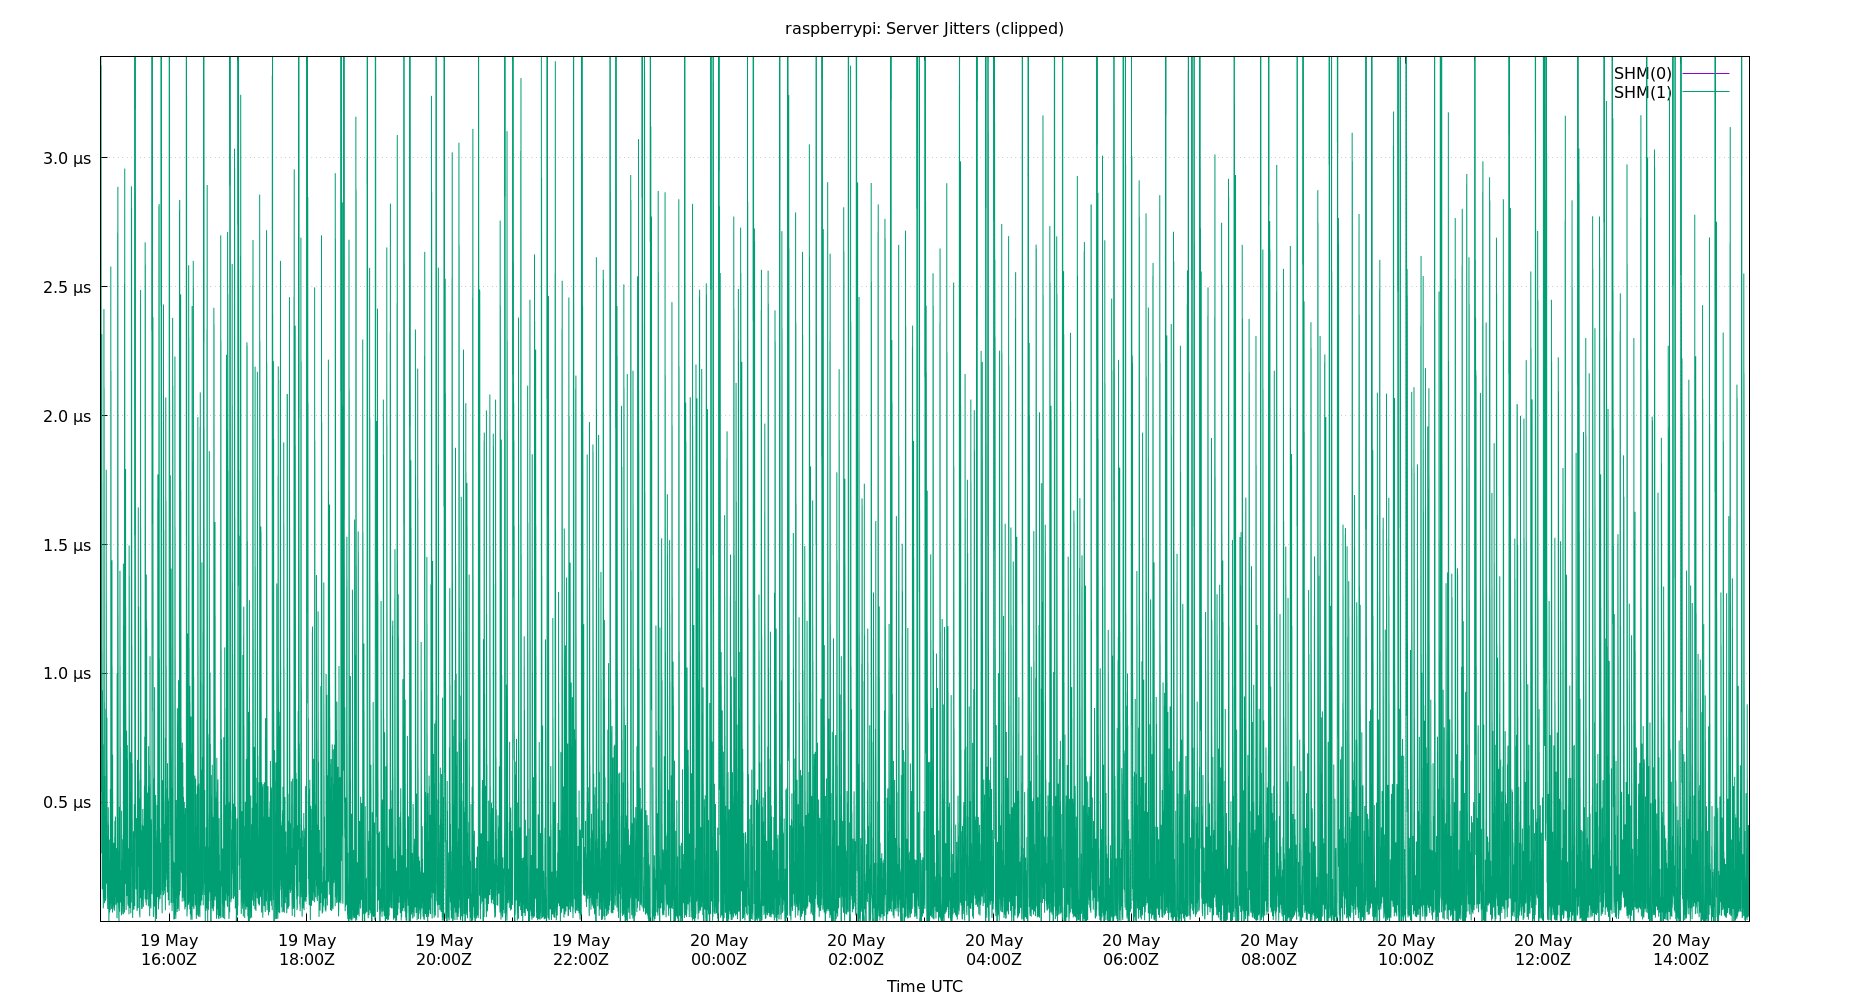 raspberrypi: Server Jitters (clipped)
SHM(0)
SHM(1)
3.0 µs
2.5 µs
2.0 µs
1.5 µs
1.0 µs
0.5 µs
19 May 19 May 19 May 19 May 20 May 20 May 20 May 20 May 20 May 20 May 20 May 20 May
16:00Z 18:00Z 20:00Z 22:00Z 00:00Z 02:00Z 04:00Z 06:00Z 08:00Z 10:00Z 12:00Z 14:00Z
Time UTC